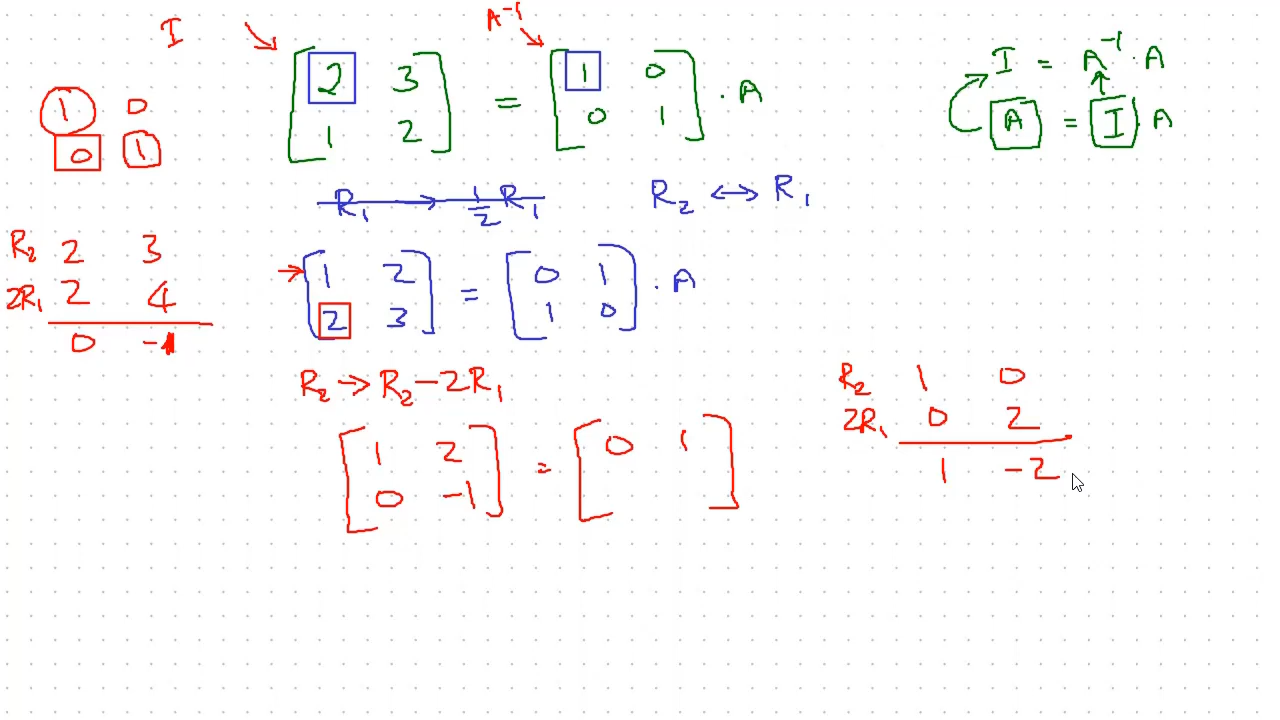 I A⁻¹
[2 3] = [1 0] · A
[1 2] [0 1]
1 0
0 1
I = A⁻¹ · A
A = I · A
R₁ → 1/2 R₁ R₂ ↔ R₁
R₂ 2 3
2R₁ 2 4
0 -1
[1 2] = [0 1] · A
[2 3] [1 0]
R₂ → R₂ - 2R₁
[1 2] = [0 1]
[0 -1]
R₂ 1 0
2R₁ 0 2
1 -2